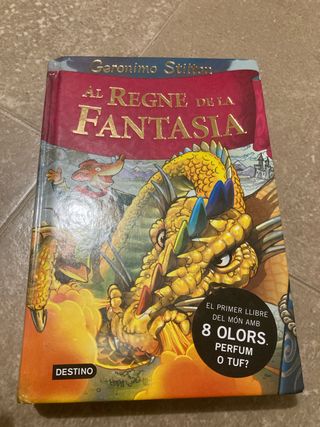 Geronimo Stilton
AL REGNE DE LA
FANTASIA
EL PRIMER LLIBRE
DEL MÓN AMB
8 OLORS.
PERFUM
O TUF?
DESTINO